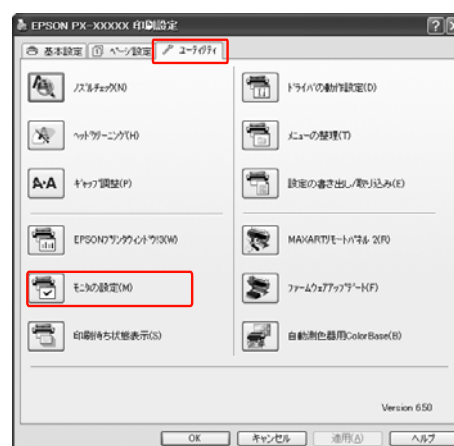 EPSON PX-XXXXX 印刷設定
基本設定 ページ設定 ユーティリティ
ノズルチェック(N)
ドライバの動作設定(D)
ヘッドクリーニング(H)
メニューの整理(T)
A·A ギャップ調整(P)
設定の書き出し/取り込み(E)
EPSONプリンタウィンドウ!3(W)
MAXARTリモートパネル 2(R)
モニタの設定(M)
ファームウェアアップデート(F)
印刷待ち状態表示(S)
自動測色器用ColorBase(B)
Version 6.50
OK キャンセル 適用(A) ヘルプ